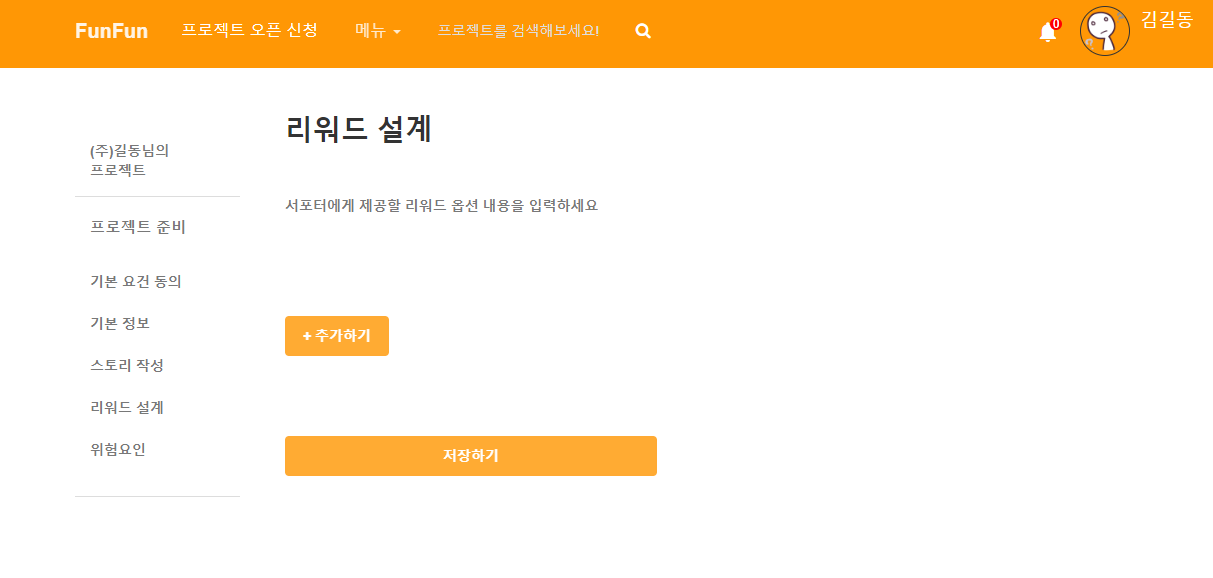 FunFun
프로젝트 오픈 신청
메뉴
프로젝트를 검색해보세요!
0
김길동
(주)길동님의
프로젝트
프로젝트 준비
기본 요건 동의
기본 정보
스토리 작성
리워드 설계
위험요인
리워드 설계
서포터에게 제공할 리워드 옵션 내용을 입력하세요
+ 추가하기
저장하기